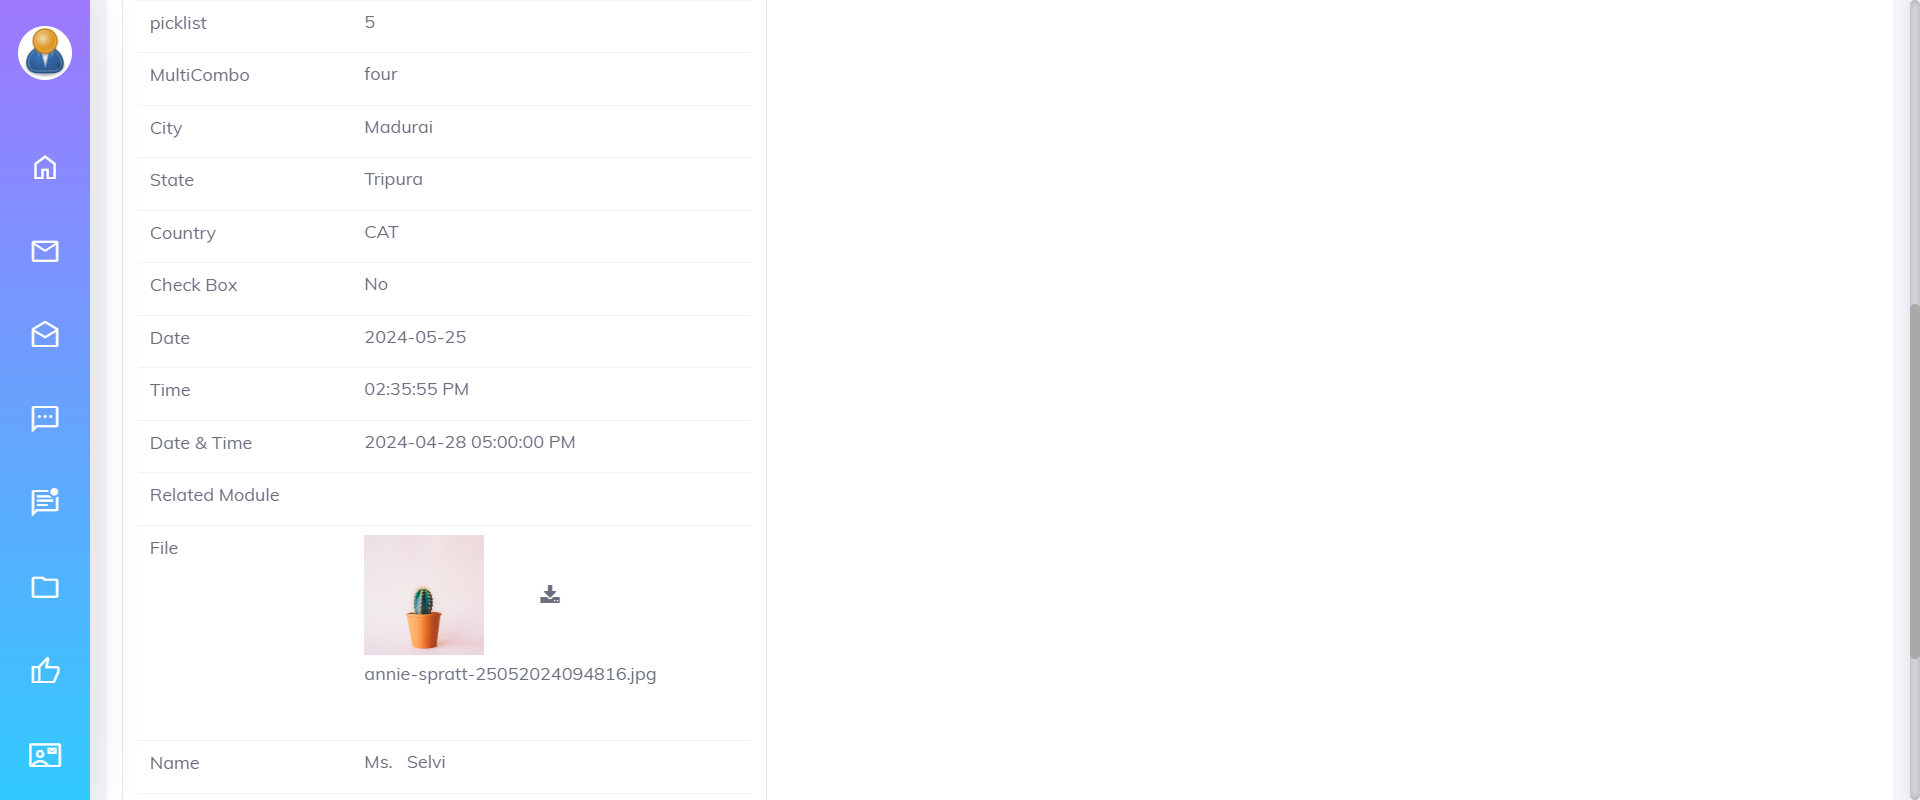 picklist 5
MultiCombo four
City Madurai
State Tripura
Country CAT
Check Box No
Date 2024-05-25
Time 02:35:55 PM
Date & Time 2024-04-28 05:00:00 PM
Related Module
File
annie-spratt-25052024094816.jpg
Name Ms. Selvi